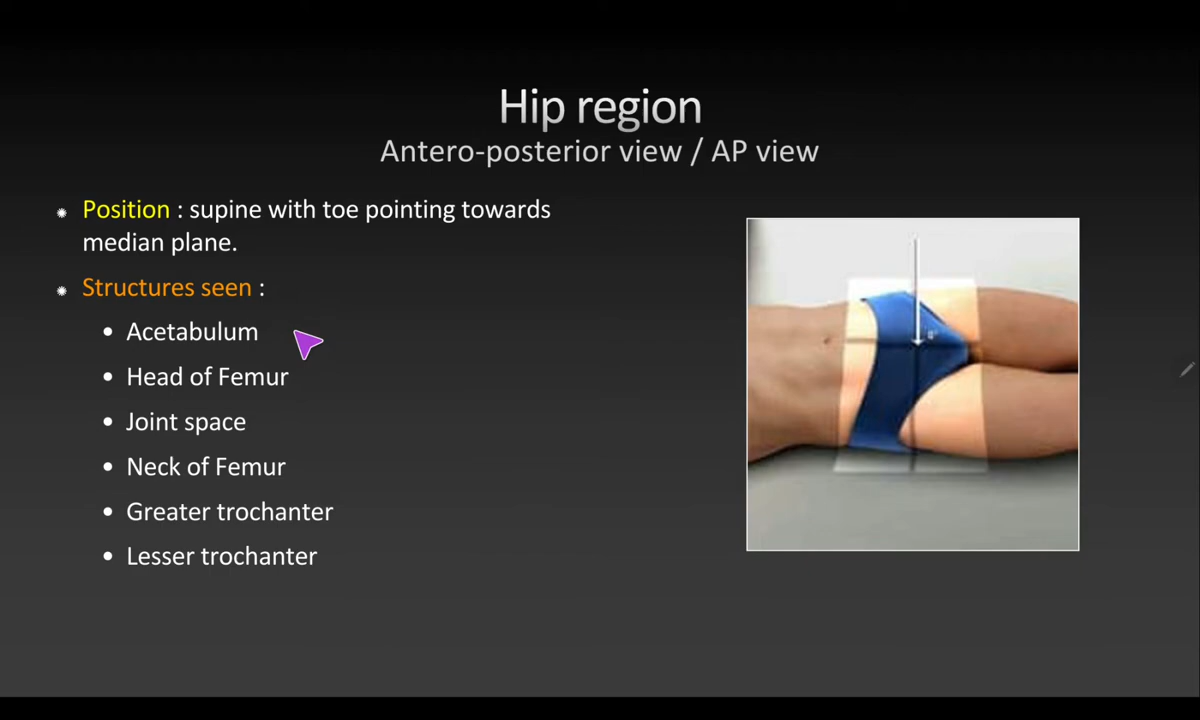 Hip region
Antero-posterior view / AP view
Position : supine with toe pointing towards
median plane.
Structures seen :
Acetabulum
Head of Femur
Joint space
Neck of Femur
Greater trochanter
Lesser trochanter